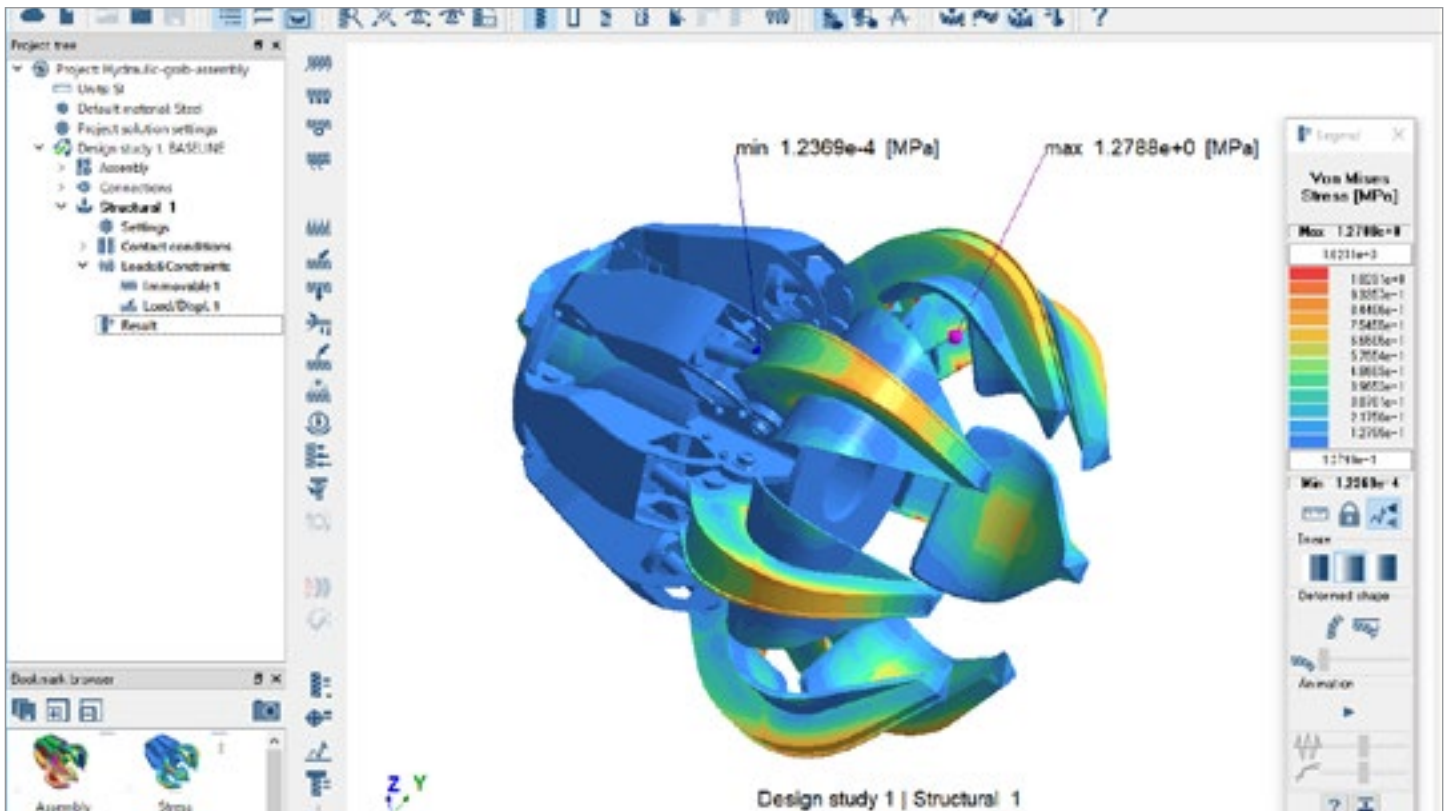 Project tree
Project: Hydraulic-grab-assembly
Units: SI
Default material: Steel
Project solution settings
Design study 1: BASELINE
Assembly
Connections
Structural 1
Settings
Contact conditions
Loads&Constraints
Immovable 1
Load/Displ. 1
Result
Bookmark browser
Assembly
Stress
min 1.2369e-4 [MPa]
max 1.2788e+0 [MPa]
Z Y
Design study 1 | Structural 1
Legend
Von Mises
Stress [MPa]
Max 1.2788e+0
Min 1.2369e-4
Image
Deformed shape
Animation